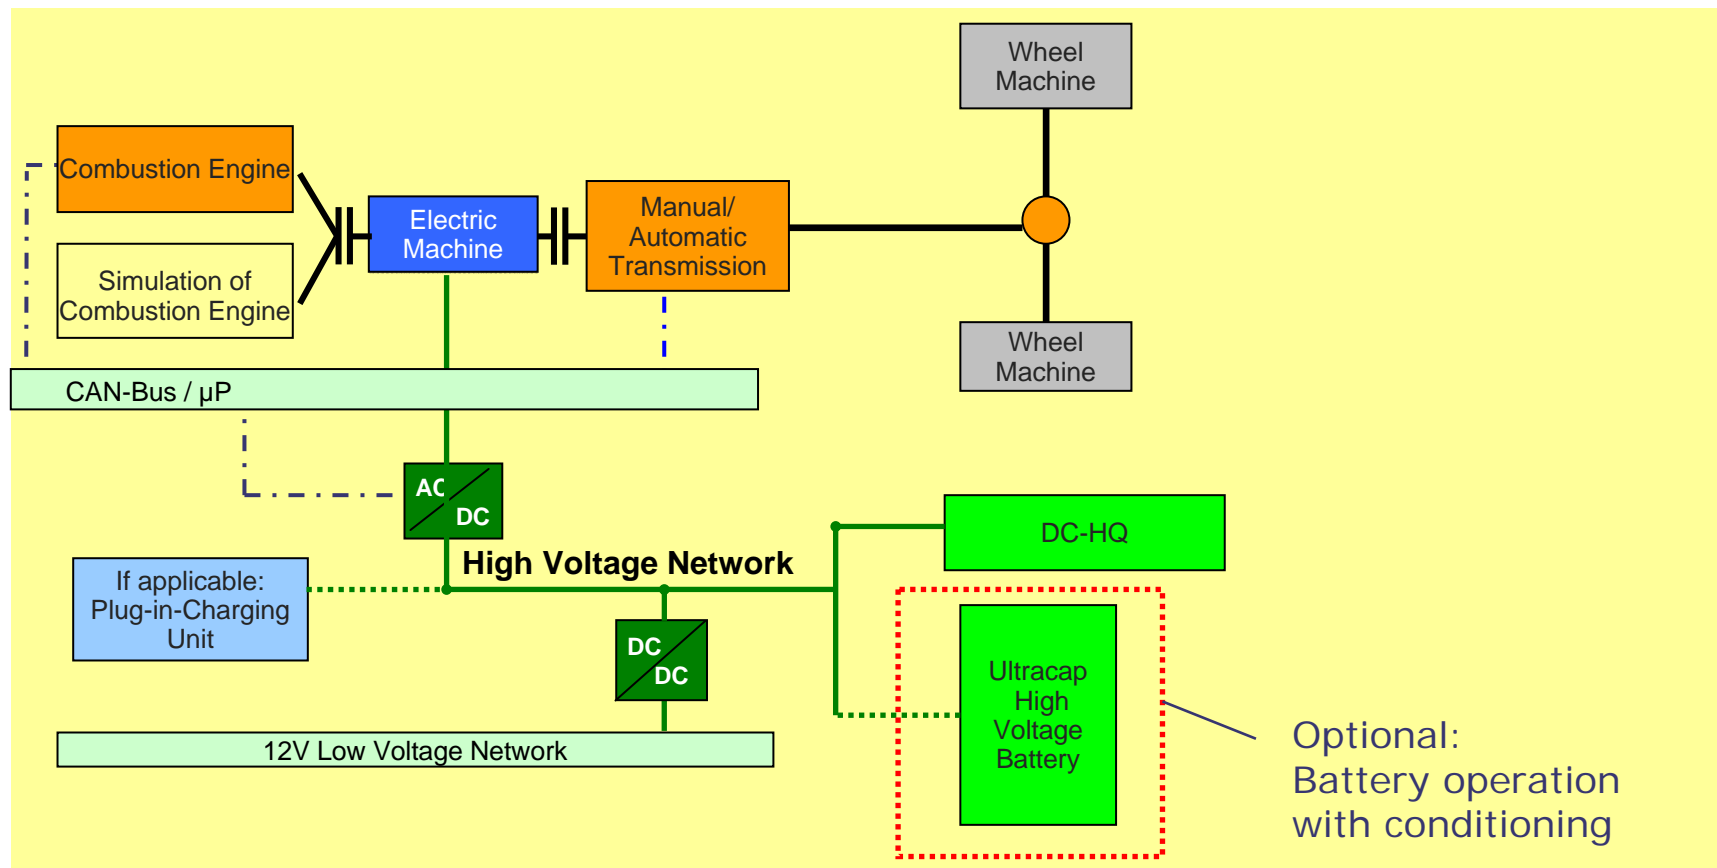 Wheel
Machine
Combustion Engine
Electric
Machine
Manual/
Automatic
Transmission
Simulation of
Combustion Engine
Wheel
Machine
CAN-Bus / µP
AC
DC
High Voltage Network
DC-HQ
If applicable:
Plug-in-Charging
Unit
DC
DC
Ultracap
High
Voltage
Battery
Optional:
Battery operation
with conditioning
12V Low Voltage Network